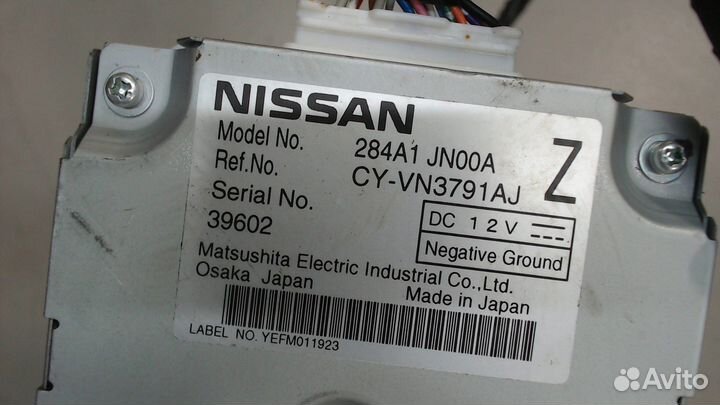 NISSAN
Model No. 284A1 JN00A
Ref.No. CY-VN3791AJ
Z
Serial No.
39602
DC 12V
Negative Ground
Matsushita Electric Industrial Co.,Ltd.
Osaka Japan Made in Japan
LABEL NO. YEFM011923
Avito